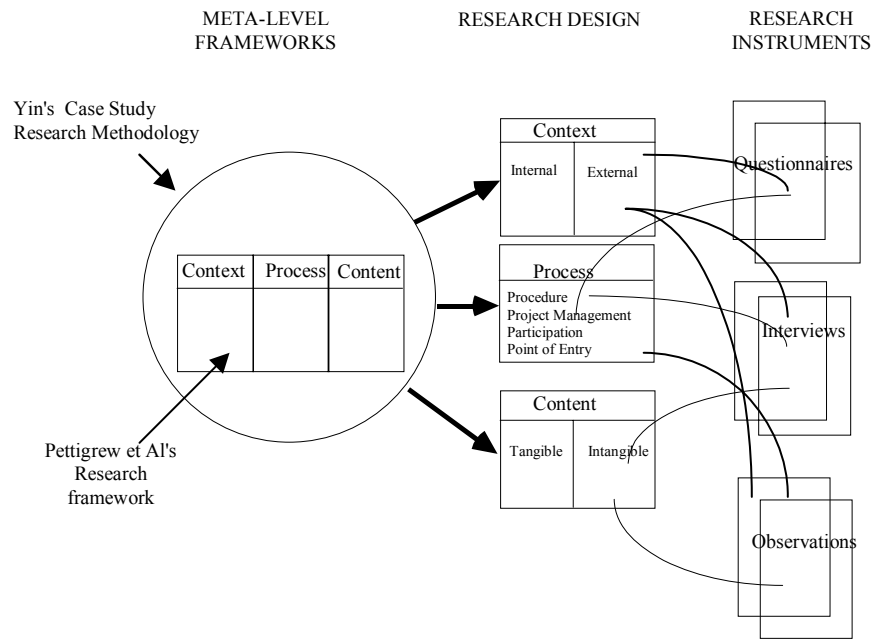 META-LEVEL
FRAMEWORKS
RESEARCH DESIGN
RESEARCH
INSTRUMENTS
Yin's Case Study
Research Methodology
Context
Process
Content
Pettigrew et Al's
Research
framework
Context
Internal
External
Process
Procedure
Project Management
Participation
Point of Entry
Content
Tangible
Intangible
Questionnaires
Interviews
Observations